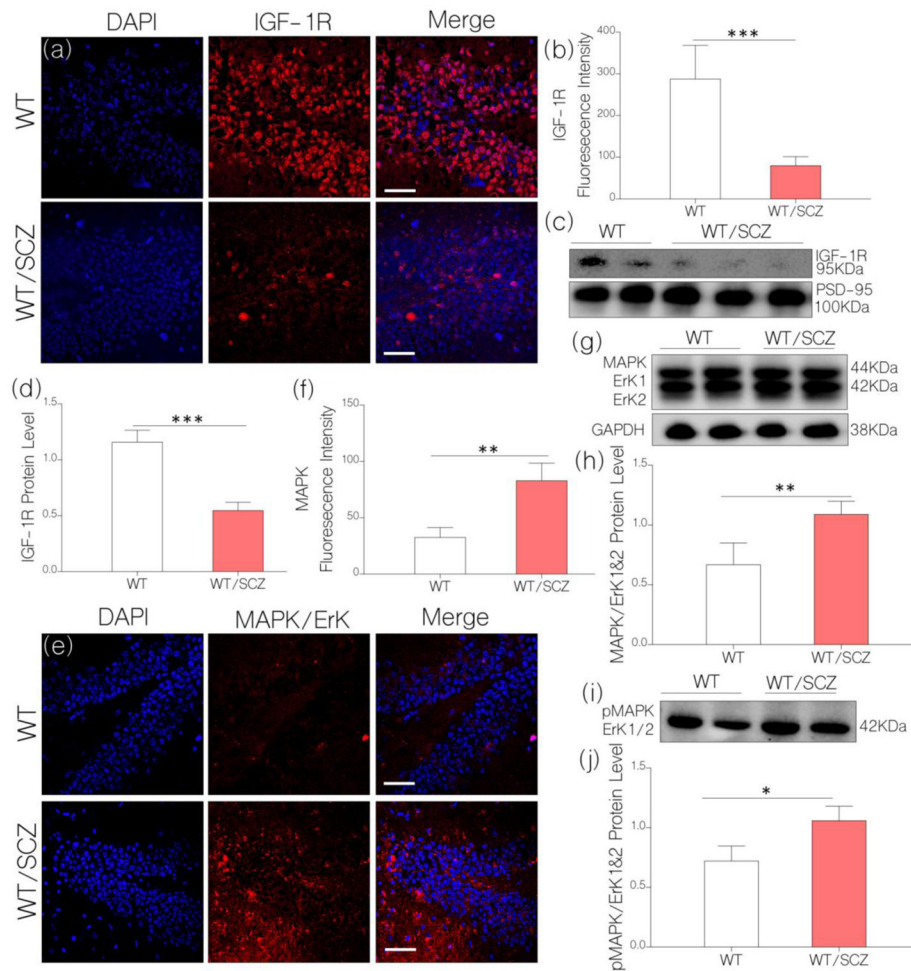 DAPI IGF-1R Merge
(a)
WT
WT/SCZ
(b)
***
IGF-1R
Fluoresecence Intensity
400
300
200
100
0
WT WT/SCZ
(c)
WT WT/SCZ
IGF-1R
95KDa
PSD-95
100KDa
(d)
***
IGF-1R Protein Level
1.5
1.0
0.5
0.0
WT WT/SCZ
(f)
**
MAPK
Fluoresecence Intensity
100
50
0
WT WT/SCZ
(g)
WT WT/SCZ
MAPK 44KDa
ErK1 42KDa
ErK2
GAPDH 38KDa
(h)
**
MAPK/ErK1&2 Protein Level
1.5
1.0
0.5
0.0
WT WT/SCZ
DAPI MAPK/ErK Merge
(e)
WT
WT/SCZ
(i)
WT WT/SCZ
pMAPK
ErK1/2 42KDa
(j)
*
pMAPK/ErK1&2 Protein Level
1.5
1.0
0.5
0.0
WT WT/SCZ